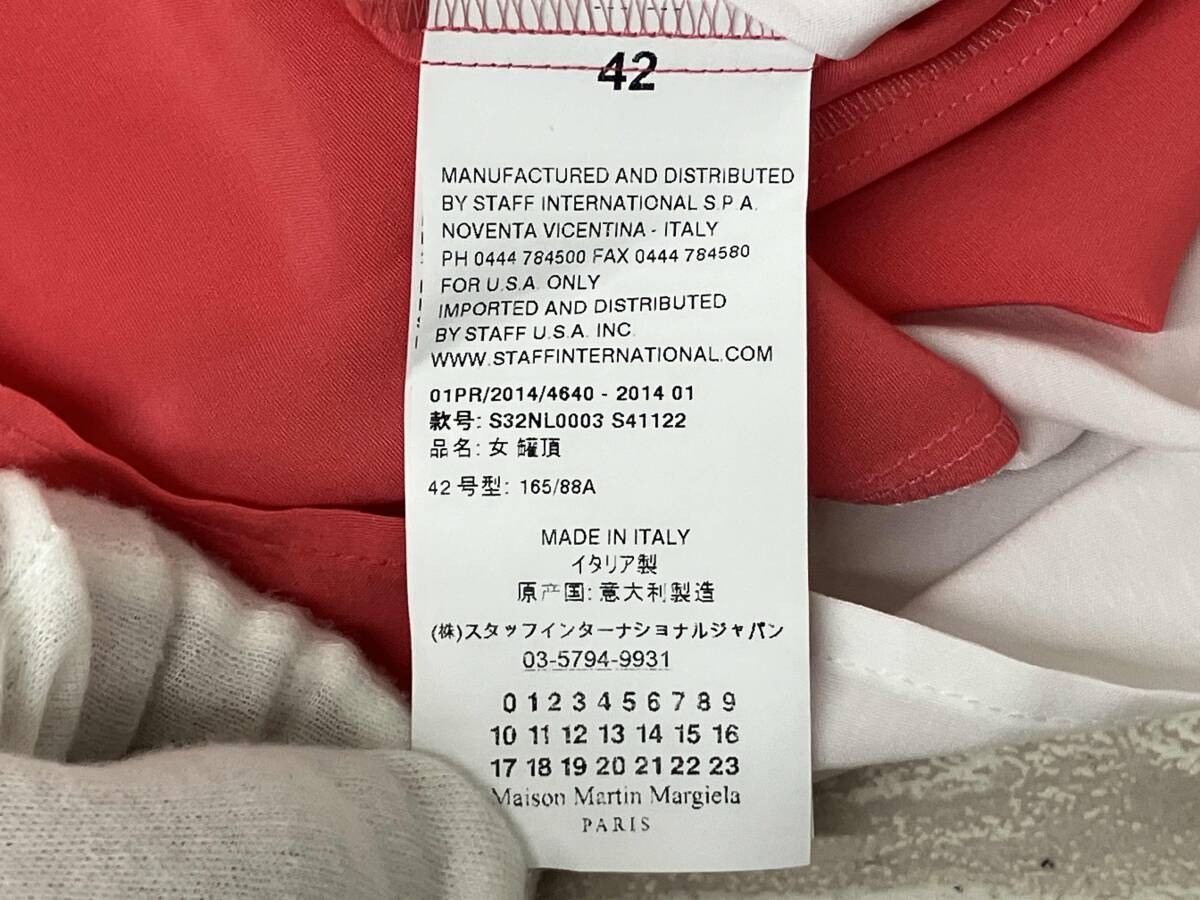 42
MANUFACTURED AND DISTRIBUTED
BY STAFF INTERNATIONAL S.P.A.
NOVENTA VICENTINA - ITALY
PH 0444 784500 FAX 0444 784580
FOR U.S.A. ONLY
IMPORTED AND DISTRIBUTED
BY STAFF U.S.A. INC.
WWW.STAFFINTERNATIONAL.COM
01PR/2014/4640 - 2014 01
款号: S32NL0003 S41122
品名: 女 罐頂
42 号型: 165/88A
MADE IN ITALY
イタリア製
原产国: 意大利製造
(株)スタッフインターナショナルジャパン
03-5794-9931
0 1 2 3 4 5 6 7 8 9
10 11 12 13 14 15 16
17 18 19 20 21 22 23
Maison Martin Margiela
PARIS